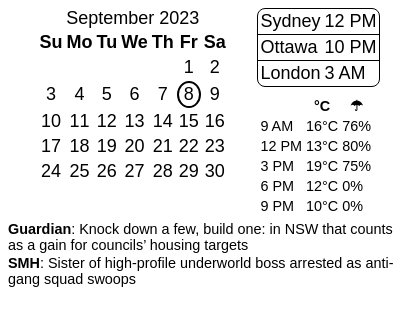 September 2023
Su Mo Tu We Th Fr Sa
1 2
3 4 5 6 7 8 9
10 11 12 13 14 15 16
17 18 19 20 21 22 23
24 25 26 27 28 29 30
Sydney 12 PM
Ottawa 10 PM
London 3 AM
°C ☂
9 AM 16°C 76%
12 PM 13°C 80%
3 PM 19°C 75%
6 PM 12°C 0%
9 PM 10°C 0%
Guardian: Knock down a few, build one: in NSW that counts
as a gain for councils’ housing targets
SMH: Sister of high-profile underworld boss arrested as anti-
gang squad swoops